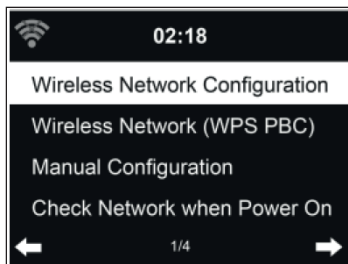 02:18
Wireless Network Configuration
Wireless Network (WPS PBC)
Manual Configuration
Check Network when Power On
1/4